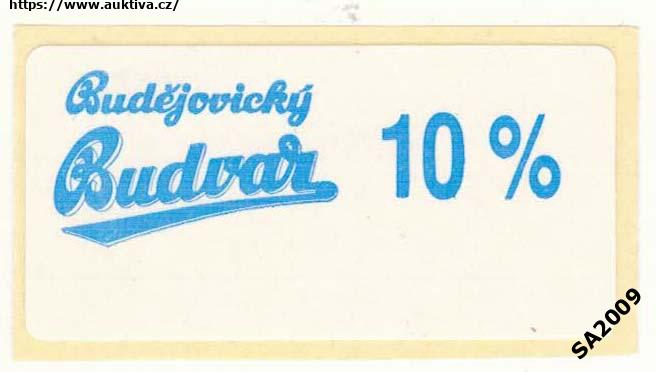 https://www.auktiva.cz/
Budějovický
Budvar 10 %
SA2009